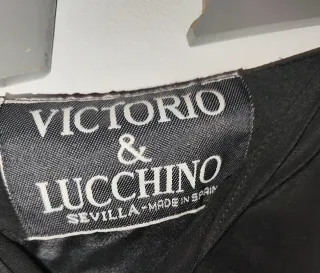 VICTORIO
&
LUCCHINO
SEVILLA-MADE IN SPAIN